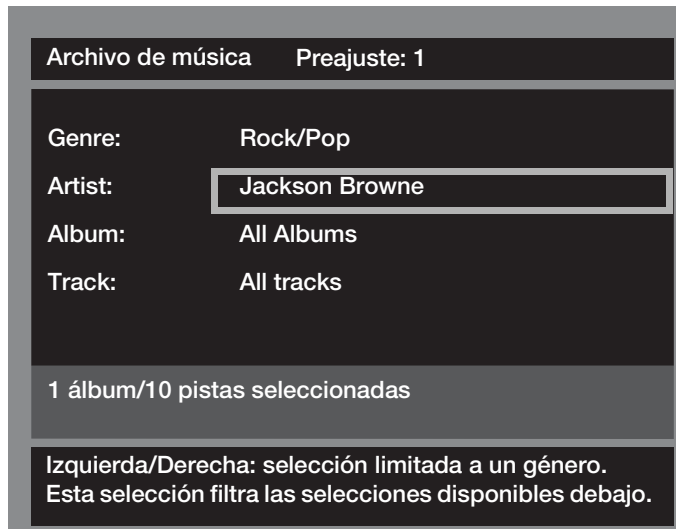 Archivo de música Preajuste: 1
Genre: Rock/Pop
Artist: Jackson Browne
Album: All Albums
Track: All tracks
1 álbum/10 pistas seleccionadas
Izquierda/Derecha: selección limitada a un género.
Esta selección filtra las selecciones disponibles debajo.